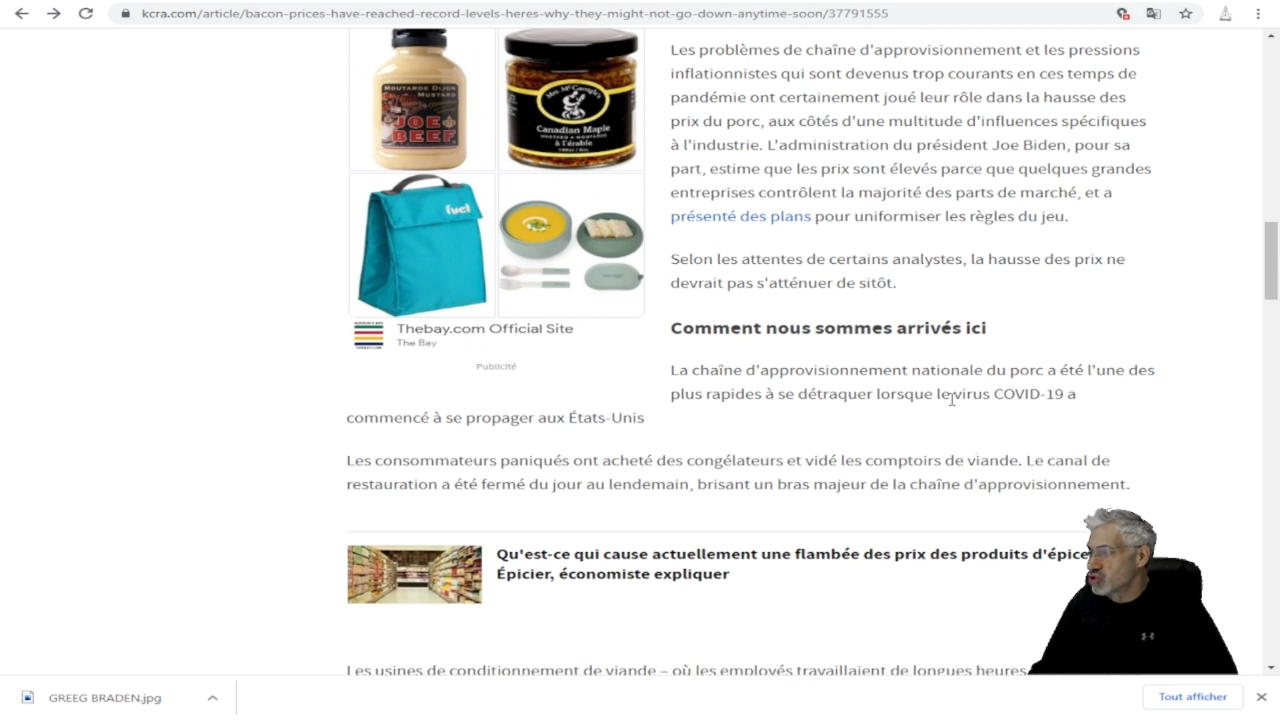 kcra.com/article/bacon-prices-have-reached-record-levels-heres-why-they-might-not-go-down-anytime-soon/37791555
MOUTARDE DIJON
MUSTARD
JOE
BEEF
Mrs. McGarrigle's
Canadian Maple
à l'érable
fuel
Thebay.com Official Site
The Bay
Publicité
Les problèmes de chaîne d'approvisionnement et les pressions
inflationnistes qui sont devenus trop courants en ces temps de
pandémie ont certainement joué leur rôle dans la hausse des
prix du porc, aux côtés d'une multitude d'influences spécifiques
à l'industrie. L'administration du président Joe Biden, pour sa
part, estime que les prix sont élevés parce que quelques grandes
entreprises contrôlent la majorité des parts de marché, et a
présenté des plans pour uniformiser les règles du jeu.
Selon les attentes de certains analystes, la hausse des prix ne
devrait pas s'atténuer de sitôt.
Comment nous sommes arrivés ici
La chaîne d'approvisionnement nationale du porc a été l'une des
plus rapides à se détraquer lorsque le virus COVID-19 a
commencé à se propager aux États-Unis
Les consommateurs paniqués ont acheté des congélateurs et vidé les comptoirs de viande. Le canal de
restauration a été fermé du jour au lendemain, brisant un bras majeur de la chaîne d'approvisionnement.
Qu'est-ce qui cause actuellement une flambée des prix des produits
Épicier, économiste expliquer
Les usines de conditionnement de viande – où les employés travaillaient de longues heures
GREEG BRADEN.jpg
Tout afficher